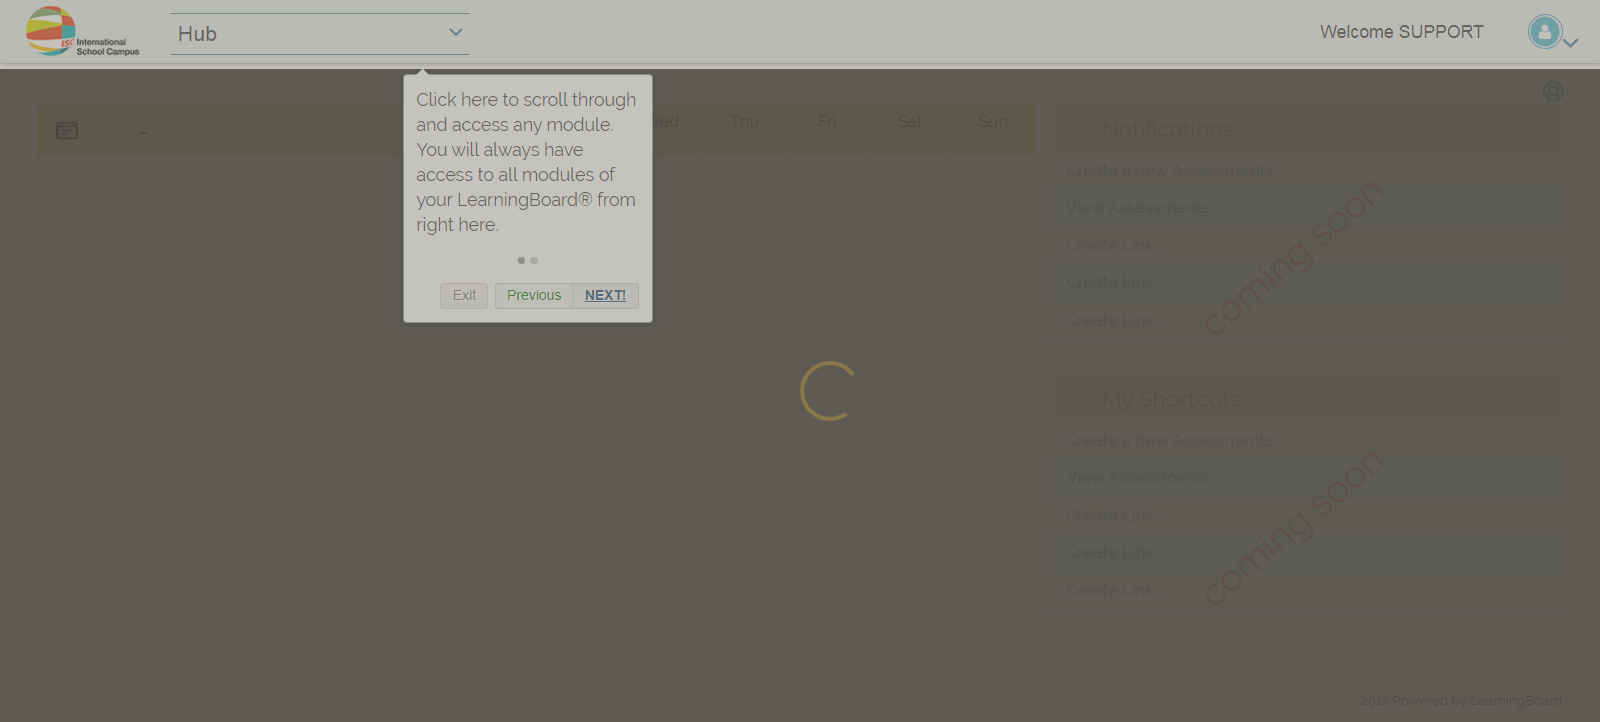 ISC International
School Campus
Hub
Welcome SUPPORT
Click here to scroll through
and access any module.
You will always have
access to all modules of
your LearningBoard® from
right here.
Exit
Previous
NEXT!
-
Thu
Fri
Sat
Sun
Notifications
Create a new Assessments
View Assessments
Create Link
Create Link
Create Link
coming soon
My Shortcuts
Create a new Assessments
View Assessments
Create Link
Create Link
Create Link
coming soon
2017 Powered by LearningBoard